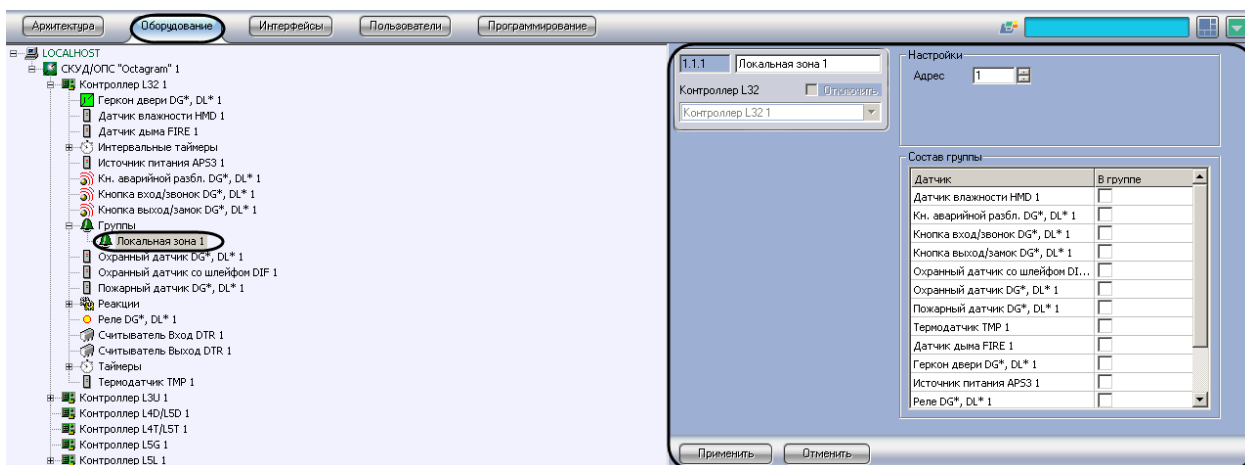 Архитектура Оборудование Интерфейсы Пользователи Программирование
LOCALHOST
СКУД/ОПС "Octagram" 1
Контроллер L32 1
Геркон двери DG*, DL* 1
Датчик влажности HMD 1
Датчик дыма FIRE 1
Интервальные таймеры
Источник питания APS3 1
Кн. аварийной разбл. DG*, DL* 1
Кнопка вход/звонок DG*, DL* 1
Кнопка выход/замок DG*, DL* 1
Группы
Локальная зона 1
Охранный датчик DG*, DL* 1
Охранный датчик со шлейфом DIF 1
Пожарный датчик DG*, DL* 1
Реакции
Реле DG*, DL* 1
Считыватель Вход DTR 1
Считыватель Выход DTR 1
Таймеры
Термодатчик TMP 1
Контроллер L3U 1
Контроллер L4D/L5D 1
Контроллер L4T/L5T 1
Контроллер L5G 1
Контроллер L5L 1
1.1.1 Локальная зона 1
Контроллер L32 Отключить
Контроллер L32 1
Настройки
Адрес 1
Состав группы
Датчик В группе
Датчик влажности HMD 1
Кн. аварийной разбл. DG*, DL* 1
Кнопка вход/звонок DG*, DL* 1
Кнопка выход/замок DG*, DL* 1
Охранный датчик со шлейфом DI...
Охранный датчик DG*, DL* 1
Пожарный датчик DG*, DL* 1
Термодатчик TMP 1
Датчик дыма FIRE 1
Геркон двери DG*, DL* 1
Источник питания APS3 1
Реле DG*, DL* 1
Применить Отменить